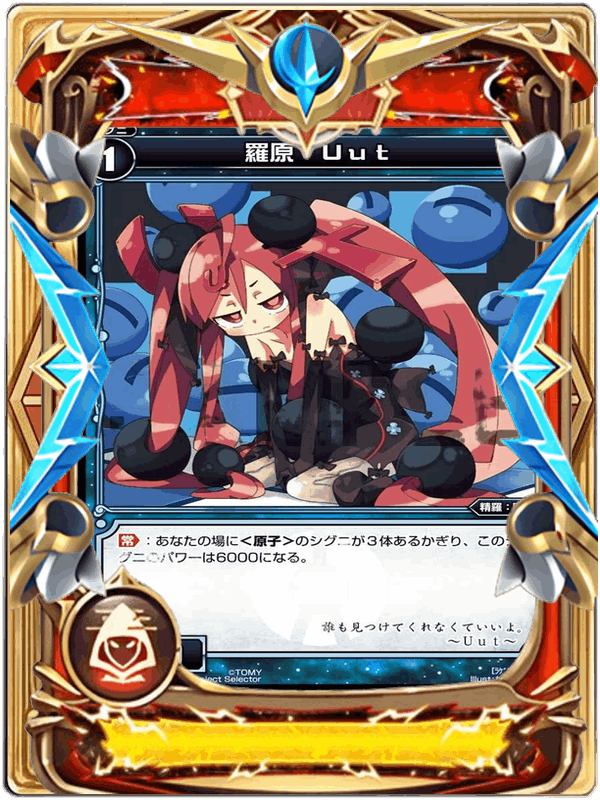 1
羅原 Uut
精羅:
常:あなたの場に<原子>のシグニが3体あるかぎり、この
グニのパワーは6000になる。
誰も見つけてくれなくていいよ。
~Uut~
©TOMY
ject Selector
Illust